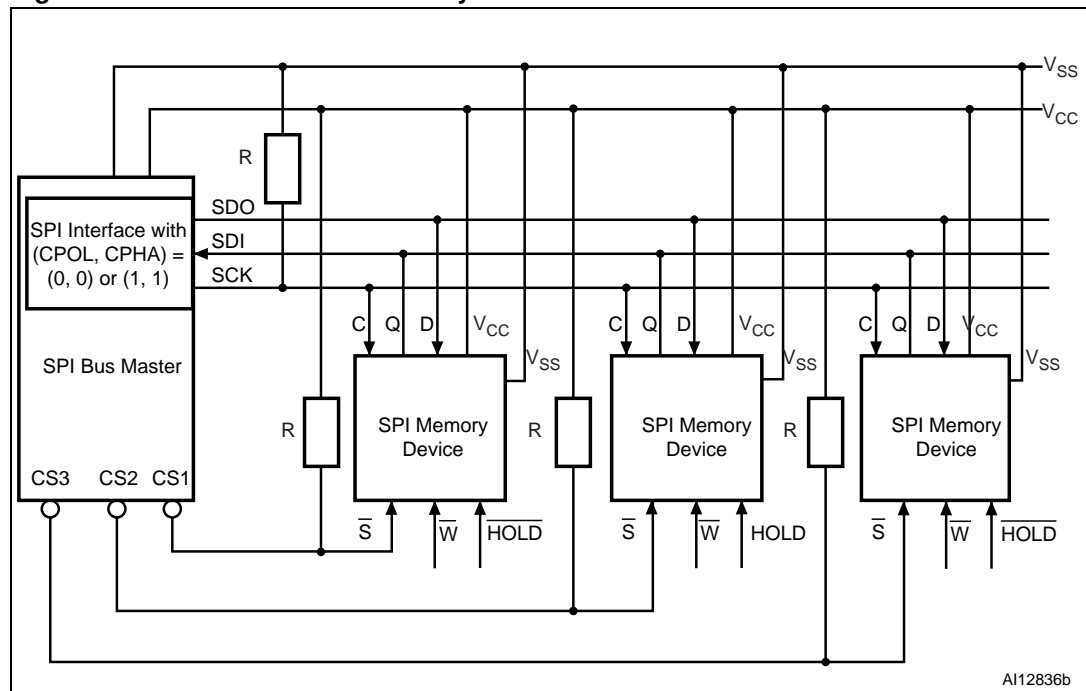 VSS
VCC
R
SDO
SDI
SCK
SPI Interface with
(CPOL, CPHA) =
(0, 0) or (1, 1)
SPI Bus Master
CS3 CS2 CS1
C Q D VCC VSS
C Q D VCC VSS
C Q D VCC VSS
R
SPI Memory
Device
R
SPI Memory
Device
R
SPI Memory
Device
S W HOLD
S W HOLD
S W HOLD
AI12836b